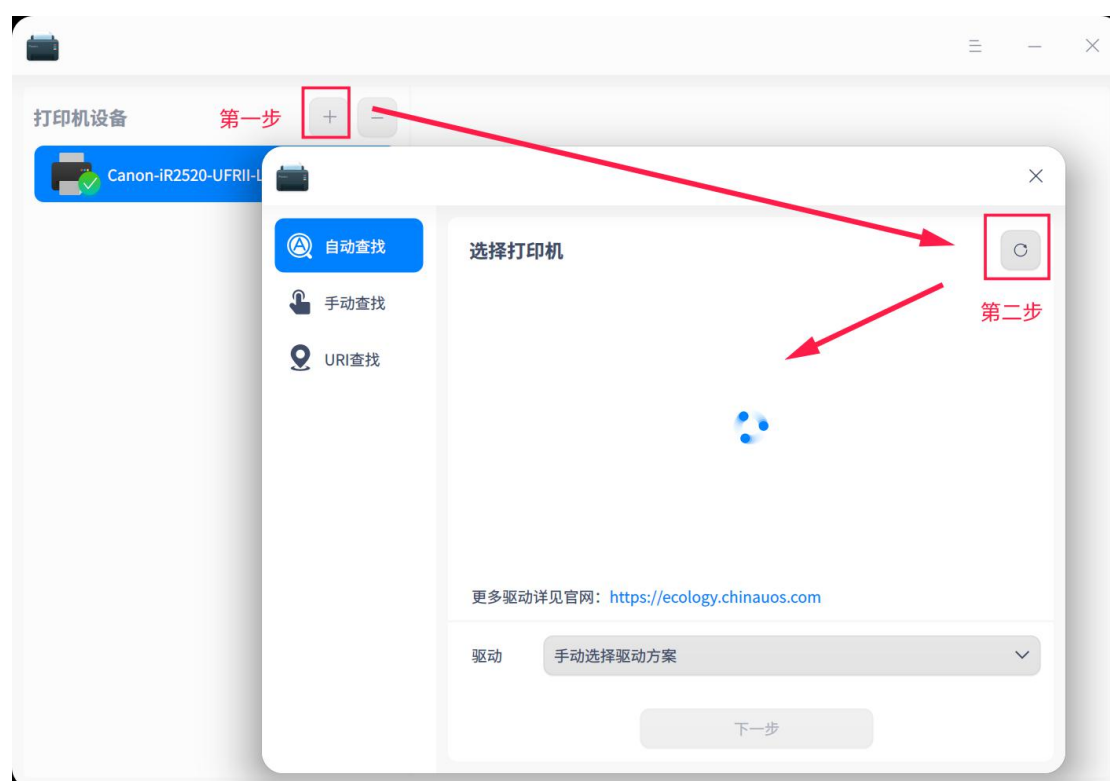 打印机设备
第一步
Canon-iR2520-UFRII-L
自动查找
手动查找
URI查找
选择打印机
第二步
更多驱动详见官网：https://ecology.chinauos.com
驱动
手动选择驱动方案
下一步